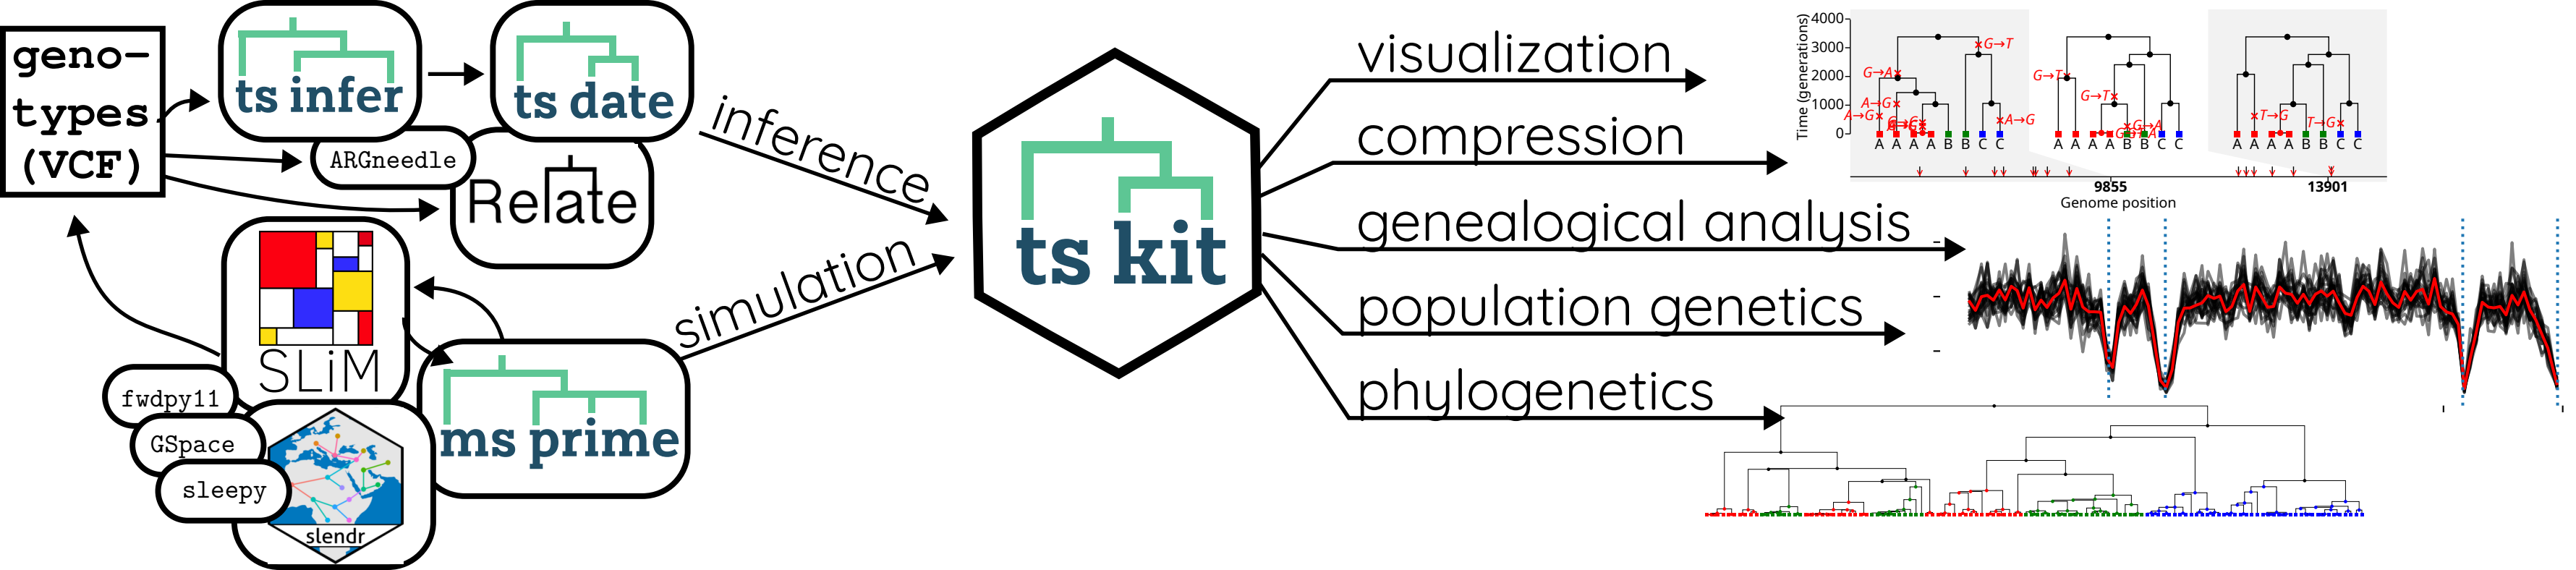 geno-
types
(VCF)
ts infer
ts date
ARGneedle
Relate
inference
SLiM
simulation
fwdpy11
GSpace
sleepy
slendr
ms prime
ts kit
visualization
compression
genealogical analysis
population genetics
phylogenetics
Time (generations)
4000
3000
2000
1000
0
G→T
G→A
A→G
A→G
A→G
A A A A B B C C
G→T
G→T
G→A
A A A A B B C C
T→G
T→G
A A A A B B C C
9855
13901
Genome position